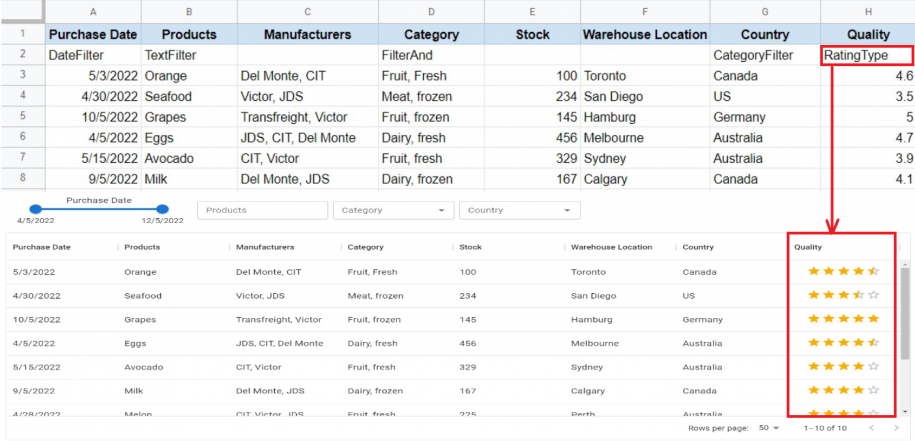 A B C D E F G H
1 Purchase Date Products Manufacturers Category Stock Warehouse Location Country Quality
2 DateFilter TextFilter FilterAnd CategoryFilter RatingType
3 5/3/2022 Orange Del Monte, CIT Fruit, Fresh 100 Toronto Canada 4.6
4 4/30/2022 Seafood Victor, JDS Meat, frozen 234 San Diego US 3.5
5 10/5/2022 Grapes Transfreight, Victor Fruit, frozen 145 Hamburg Germany 5
6 4/5/2022 Eggs JDS, CIT, Del Monte Dairy, fresh 456 Melbourne Australia 4.7
7 5/15/2022 Avocado CIT, Victor Fruit, fresh 329 Sydney Australia 3.9
8 9/5/2022 Milk Del Monte, JDS Dairy, frozen 167 Calgary Canada 4.1
Purchase Date
Products Category Country
4/5/2022 12/5/2022
Purchase Date Products Manufacturers Category Stock Warehouse Location Country Quality
5/3/2022 Orange Del Monte, CIT Fruit, Fresh 100 Toronto Canada
4/30/2022 Seafood Victor, JDS Meat, frozen 234 San Diego US
10/5/2022 Grapes Transfreight, Victor Fruit, frozen 145 Hamburg Germany
4/5/2022 Eggs JDS, CIT, Del Monte Dairy, fresh 456 Melbourne Australia
5/15/2022 Avocado CIT, Victor Fruit, fresh 329 Sydney Australia
9/5/2022 Milk Del Monte, JDS Dairy, frozen 167 Calgary Canada
4/28/2022 Melon CIT, Victor, JDS Fruit, fresh 225 Perth Australia
Rows per page: 50 1–10 of 10